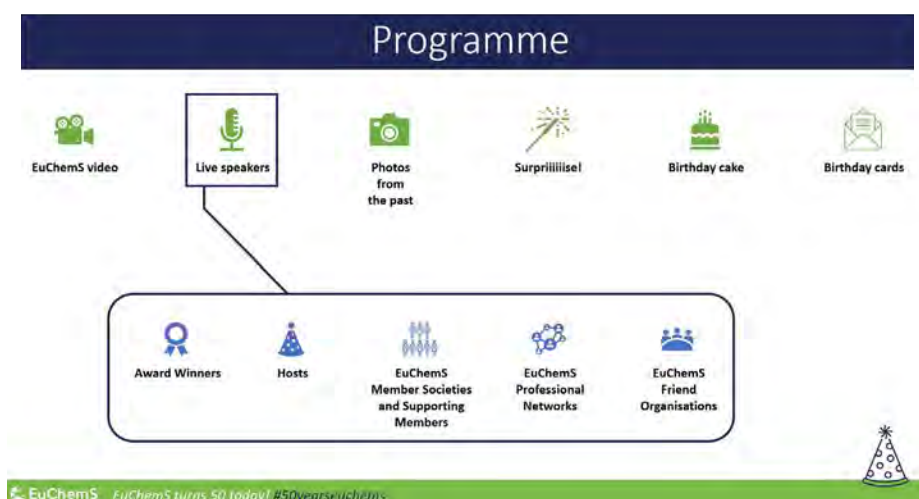 Programme
EuChemS video
Live speakers
Photos
from
the past
Surpriiiiiise!
Birthday cake
Birthday cards
Award Winners
Hosts
EuChemS
Member Societies
and Supporting
Members
EuChemS
Professional
Networks
EuChemS
Friend
Organisations
EuChemS EuChemS turns 50 today! #50yearseuchems